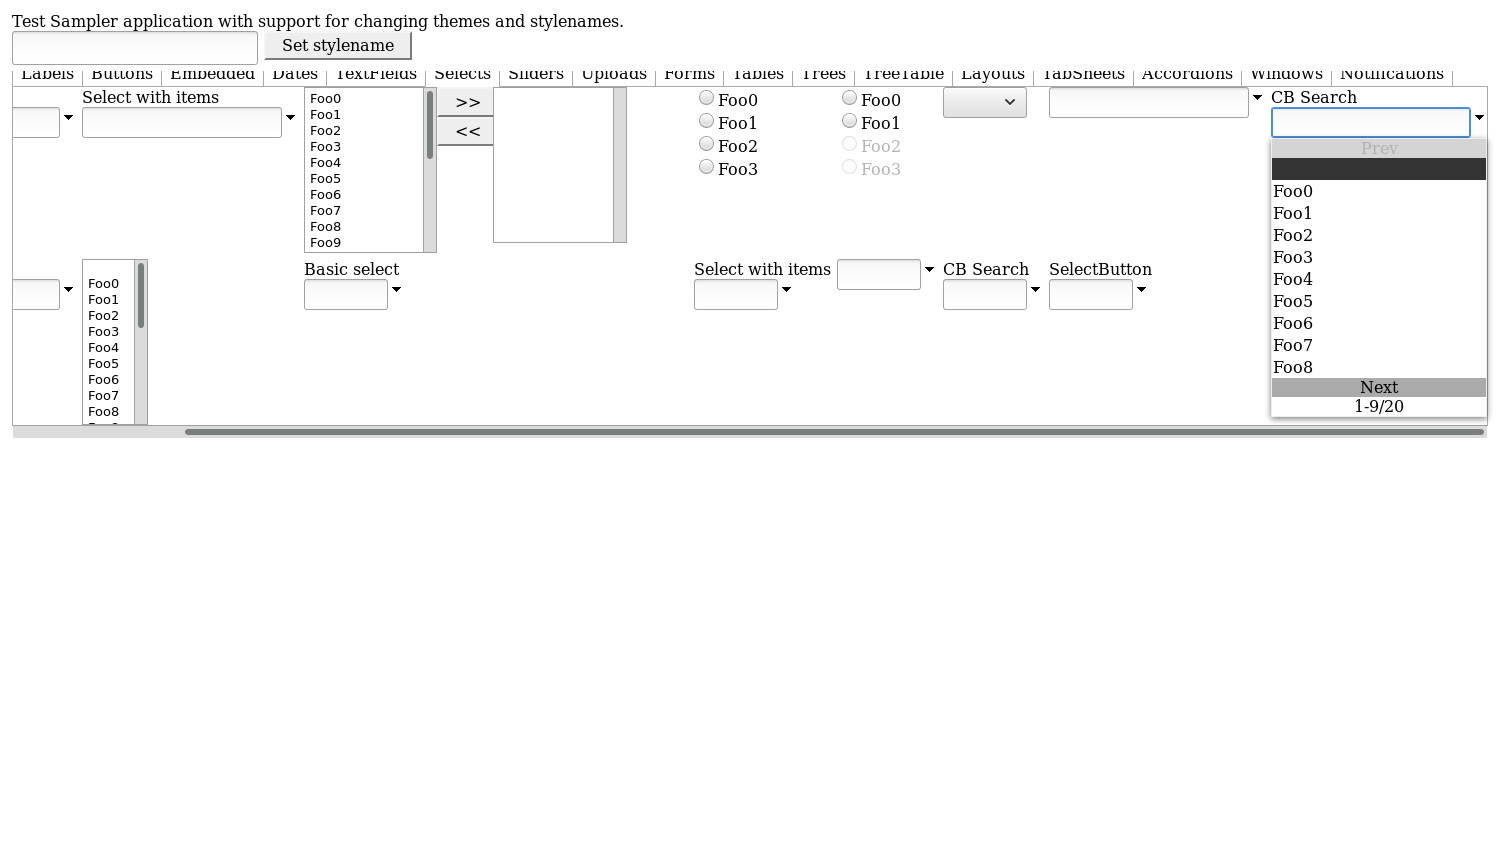 Test Sampler application with support for changing themes and stylenames.
Set stylename
Labels Buttons Embedded Dates TextFields Selects Sliders Uploads Forms Tables Trees TreeTable Layouts TabSheets Accordions Windows Notifications
Select with items
Foo0
Foo1
Foo2
Foo3
Foo4
Foo5
Foo6
Foo7
Foo8
Foo9
>>
<<
Foo0
Foo1
Foo2
Foo3
Foo0
Foo1
Foo2
Foo3
CB Search
Prev
Foo0
Foo1
Foo2
Foo3
Foo4
Foo5
Foo6
Foo7
Foo8
Next
1-9/20
Foo0
Foo1
Foo2
Foo3
Foo4
Foo5
Foo6
Foo7
Foo8
Basic select
Select with items
CB Search
SelectButton